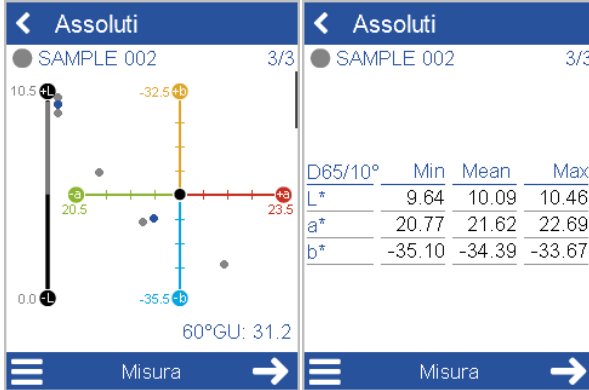 Assoluti
SAMPLE 002 3/3
10.5 +L -32.5 +b
-a +a
20.5 23.5
0.0 -L -35.5 -b
60°GU: 31.2
Misura
Assoluti
SAMPLE 002 3/3
D65/10° Min Mean Max
L* 9.64 10.09 10.46
a* 20.77 21.62 22.69
b* -35.10 -34.39 -33.67
Misura